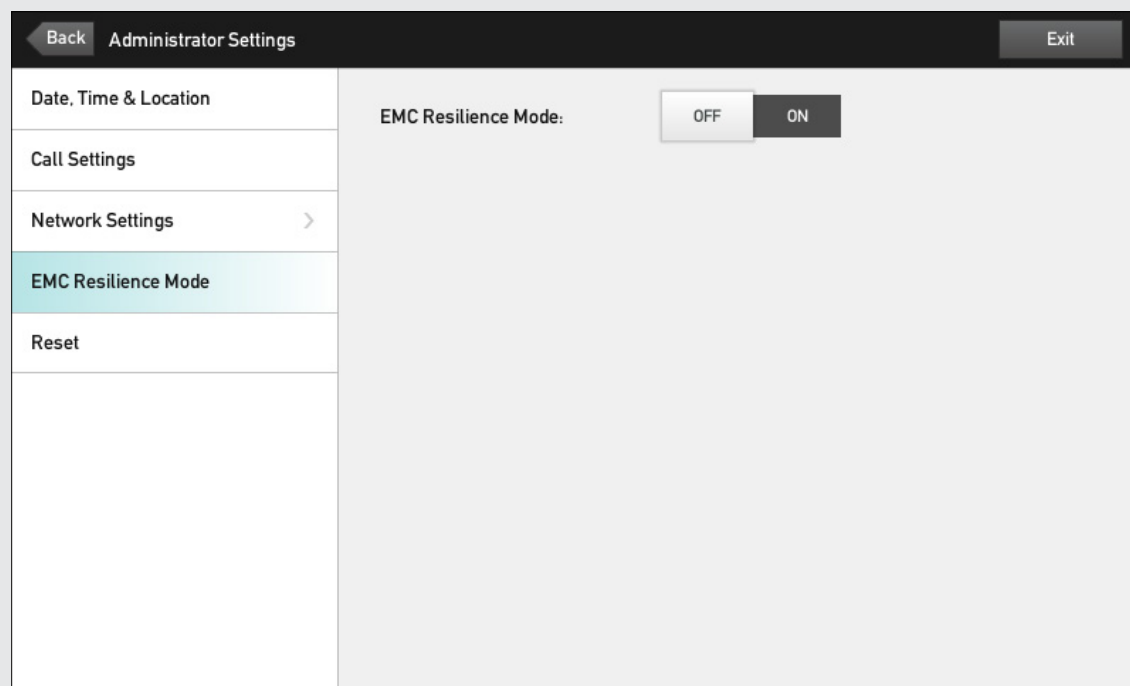 Back Administrator Settings Exit
Date, Time & Location
EMC Resilience Mode: OFF ON
Call Settings
Network Settings
EMC Resilience Mode
Reset